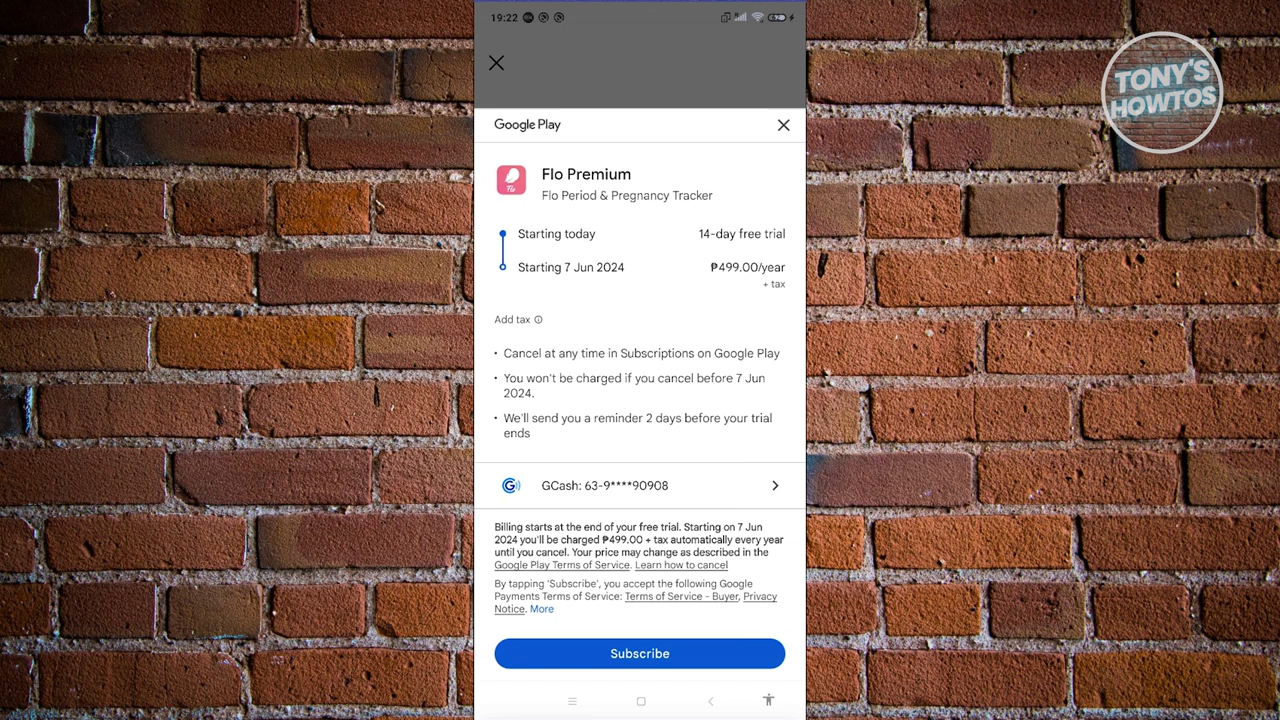 19:22
TONY'S
HOWTOS
Google Play
Flo
Flo Premium
Flo Period & Pregnancy Tracker
Starting today 14-day free trial
Starting 7 Jun 2024 ₱499.00/year
+ tax
Add tax
• Cancel at any time in Subscriptions on Google Play
• You won't be charged if you cancel before 7 Jun
2024.
• We'll send you a reminder 2 days before your trial
ends
GCash: 63-9****90908
Billing starts at the end of your free trial. Starting on 7 Jun
2024 you'll be charged ₱499.00 + tax automatically every year
until you cancel. Your price may change as described in the
Google Play Terms of Service. Learn how to cancel
By tapping 'Subscribe', you accept the following Google
Payments Terms of Service: Terms of Service - Buyer, Privacy
Notice. More
Subscribe